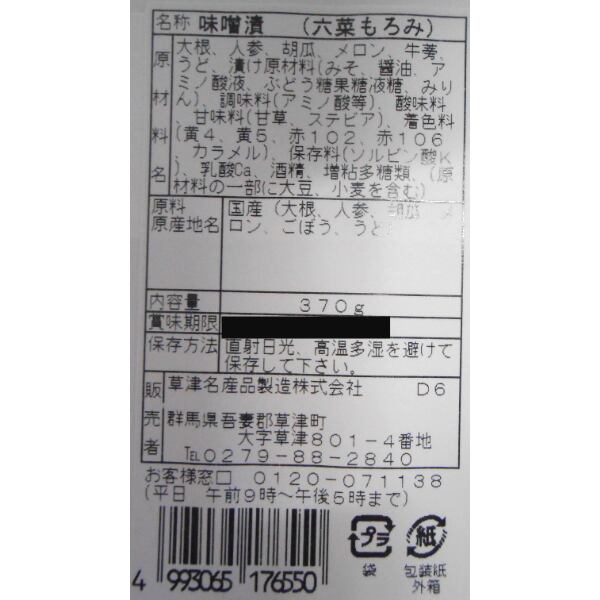 名称 味噌漬 (六菜もろみ)
原材料名
大根、人参、胡瓜、メロン、牛蒡、
うど、漬け原材料(みそ、醤油、ア
ミノ酸液、ぶどう糖果糖液糖、みり
ん)、調味料(アミノ酸等)、酸味料
、甘味料(甘草、ステビア)、着色料
(黄4、黄5、赤102、赤106
、カラメル)、保存料(ソルビン酸K
)、乳酸Ca、酒精、増粘多糖類、(原
材料の一部に大豆、小麦を含む)
原料
原産地名
国産(大根、人参、胡瓜、メ
ロン、ごぼう、うど
内容量 370g
賞味期限
保存方法 直射日光、高温多湿を避けて
保存して下さい。
販売者
草津名産品製造株式会社 D6
群馬県吾妻郡草津町
大字草津801-4番地
℡0279-88-2840
お客様窓口 0120-071138
(平日 午前9時~午後5時まで)
プラ 紙
袋 包装紙
外箱
4 993065 176550